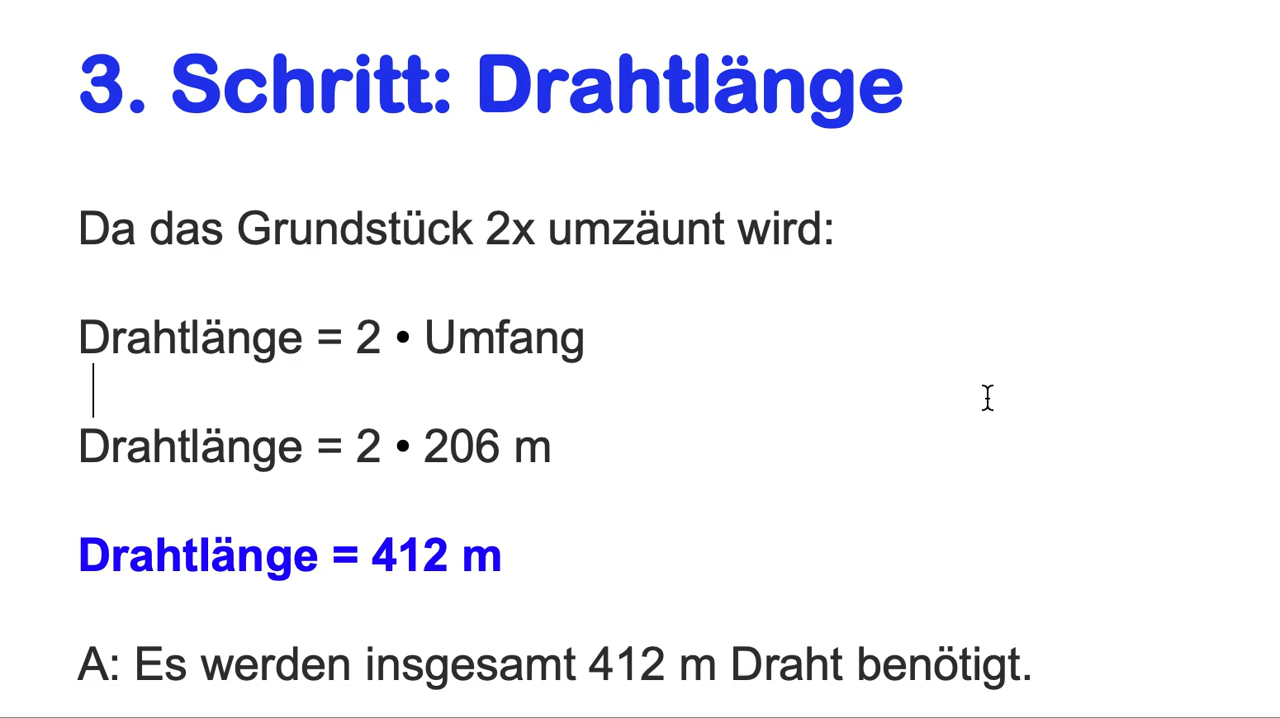 3. Schritt: Drahtlänge
Da das Grundstück 2x umzäunt wird:
Drahtlänge = 2 • Umfang
Drahtlänge = 2 • 206 m
Drahtlänge = 412 m
A: Es werden insgesamt 412 m Draht benötigt.